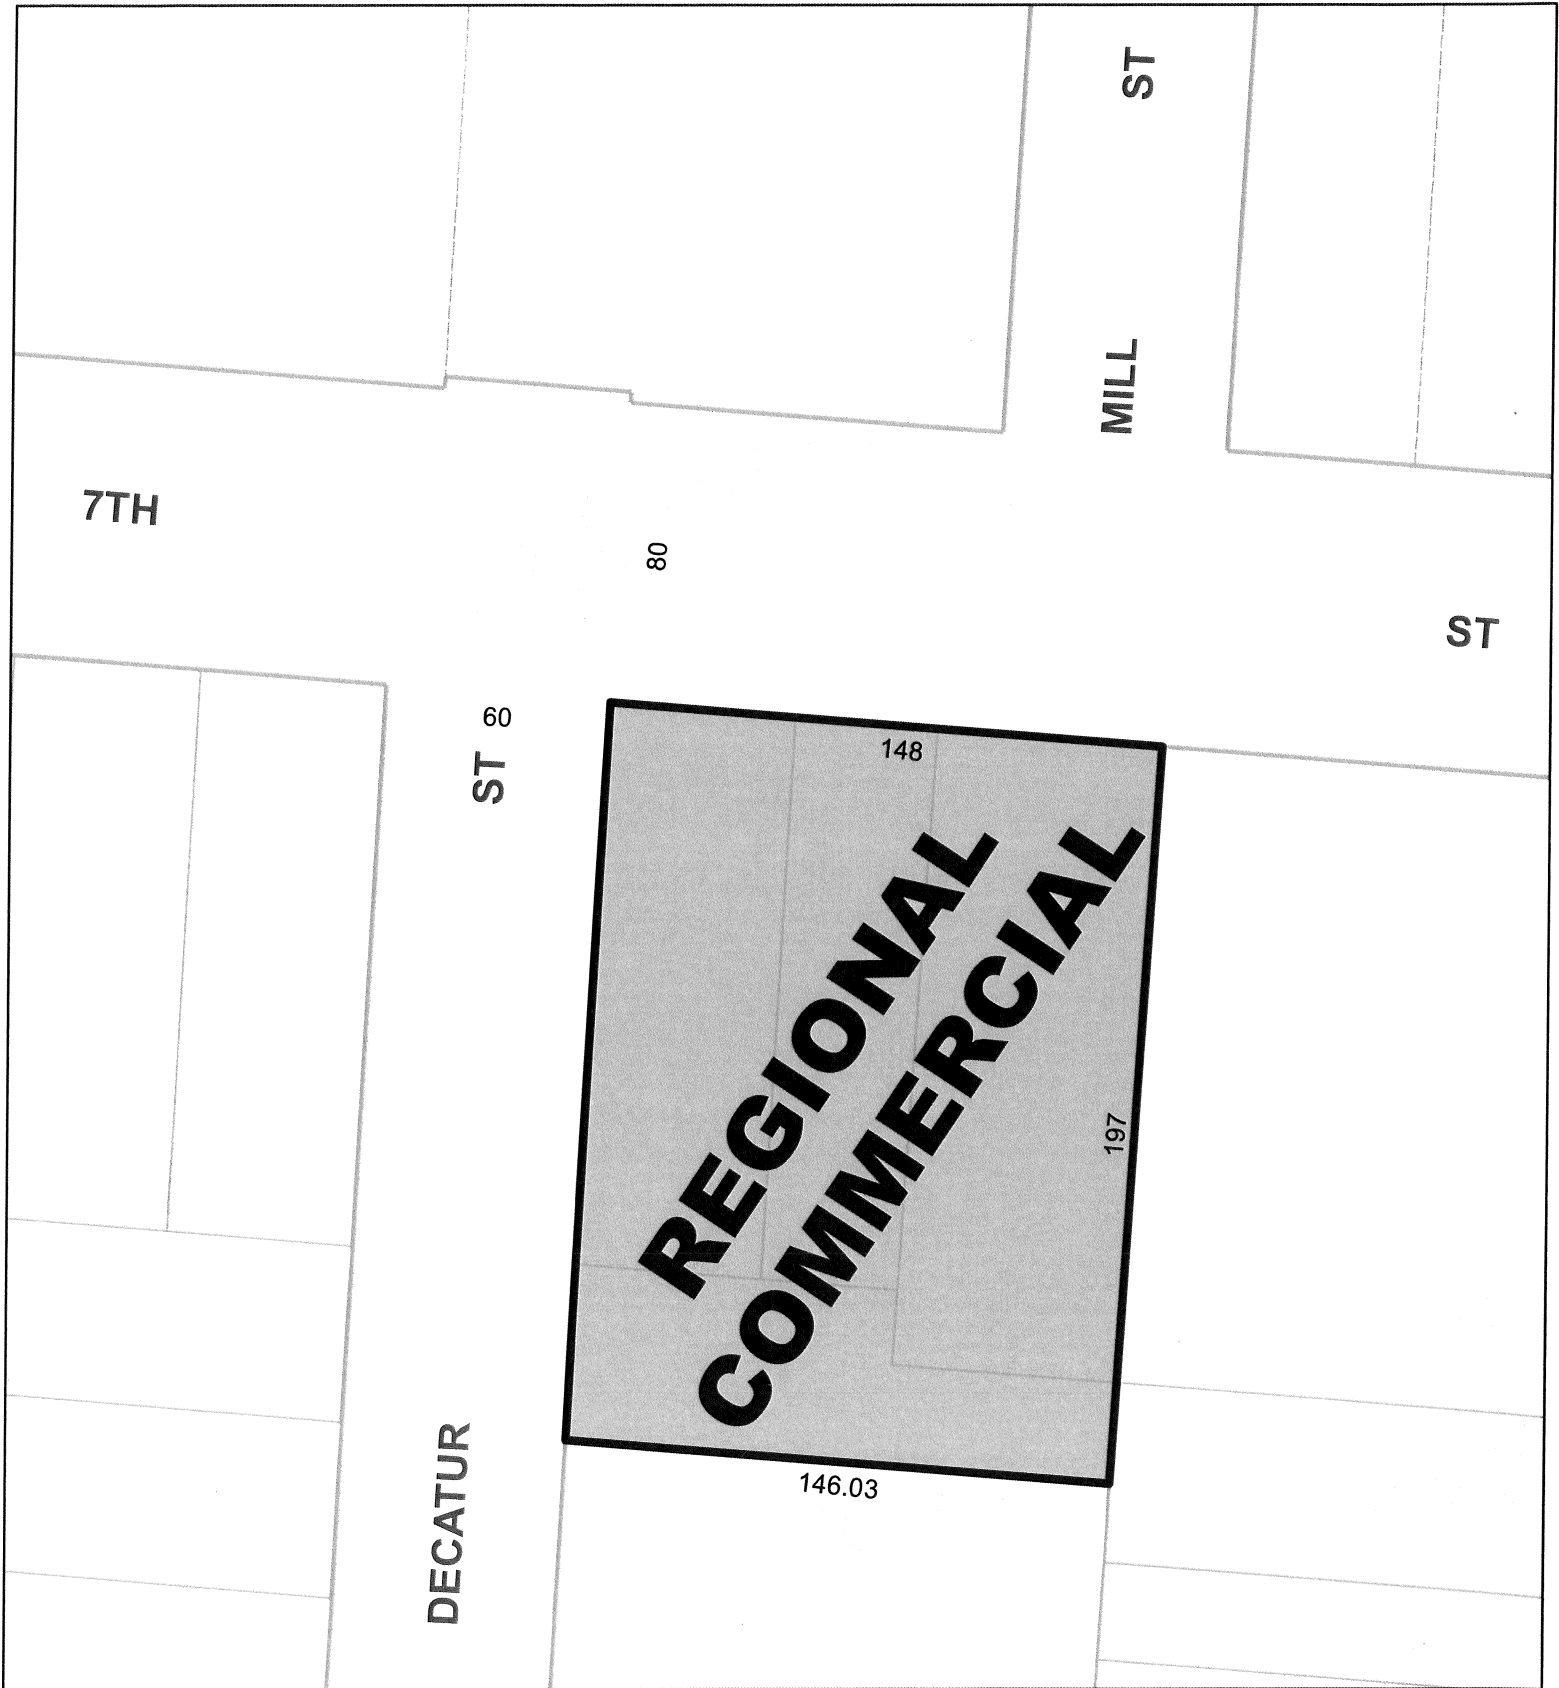 ST
MILL
7TH
80
ST
60
ST
148
REGIONAL
COMMERCIAL
197
DECATUR
146.03